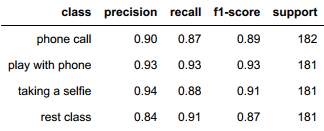 class precision recall f1-score support
phone call 0.90 0.87 0.89 182
play with phone 0.93 0.93 0.93 181
taking a selfie 0.94 0.88 0.91 181
rest class 0.84 0.91 0.87 181